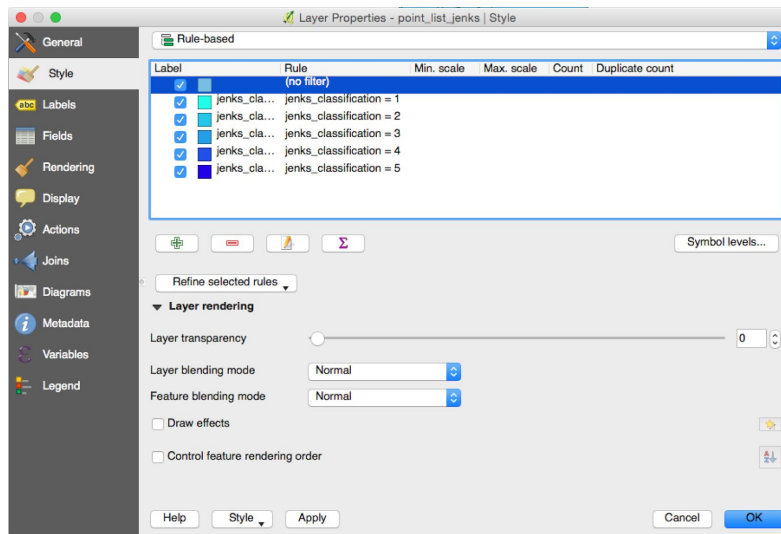 Layer Properties - point_list_jenks | Style
General
Style
abc Labels
Fields
Rendering
Display
Actions
Joins
Diagrams
i Metadata
Variables
Legend
Rule-based
Label Rule Min. scale Max. scale Count Duplicate count
(no filter)
jenks_cla... jenks_classification = 1
jenks_cla... jenks_classification = 2
jenks_cla... jenks_classification = 3
jenks_cla... jenks_classification = 4
jenks_cla... jenks_classification = 5
Σ Symbol levels...
Refine selected rules
Layer rendering
Layer transparency 0
Layer blending mode Normal
Feature blending mode Normal
Draw effects
Control feature rendering order
Help Style Apply Cancel OK